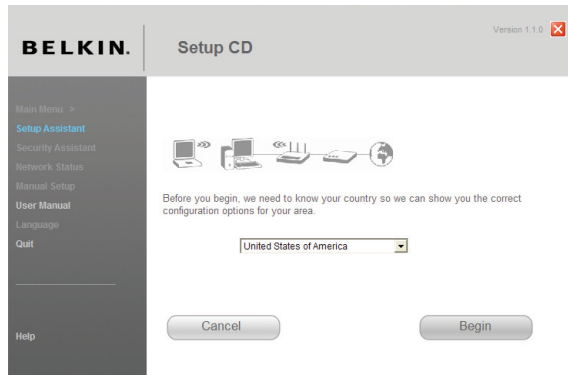 BELKIN.
Setup CD
Version 1.1.0
Main Menu >
Setup Assistant
Security Assistant
Network Status
Manual Setup
User Manual
Language
Quit
Help
Before you begin, we need to know your country so we can show you the correct
configuration options for your area.
United States of America
Cancel
Begin